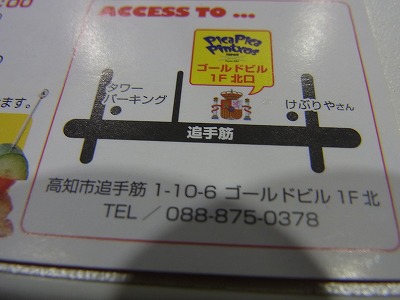 :00
ACCESS TO ...
Pica Pica
Pintxos
ゴールドビル
1F 北口
タワー
パーキング
けぶりやさん
ます。
追手筋
高知市追手筋 1-10-6 ゴールドビル 1F 北
TEL / 088-875-0378